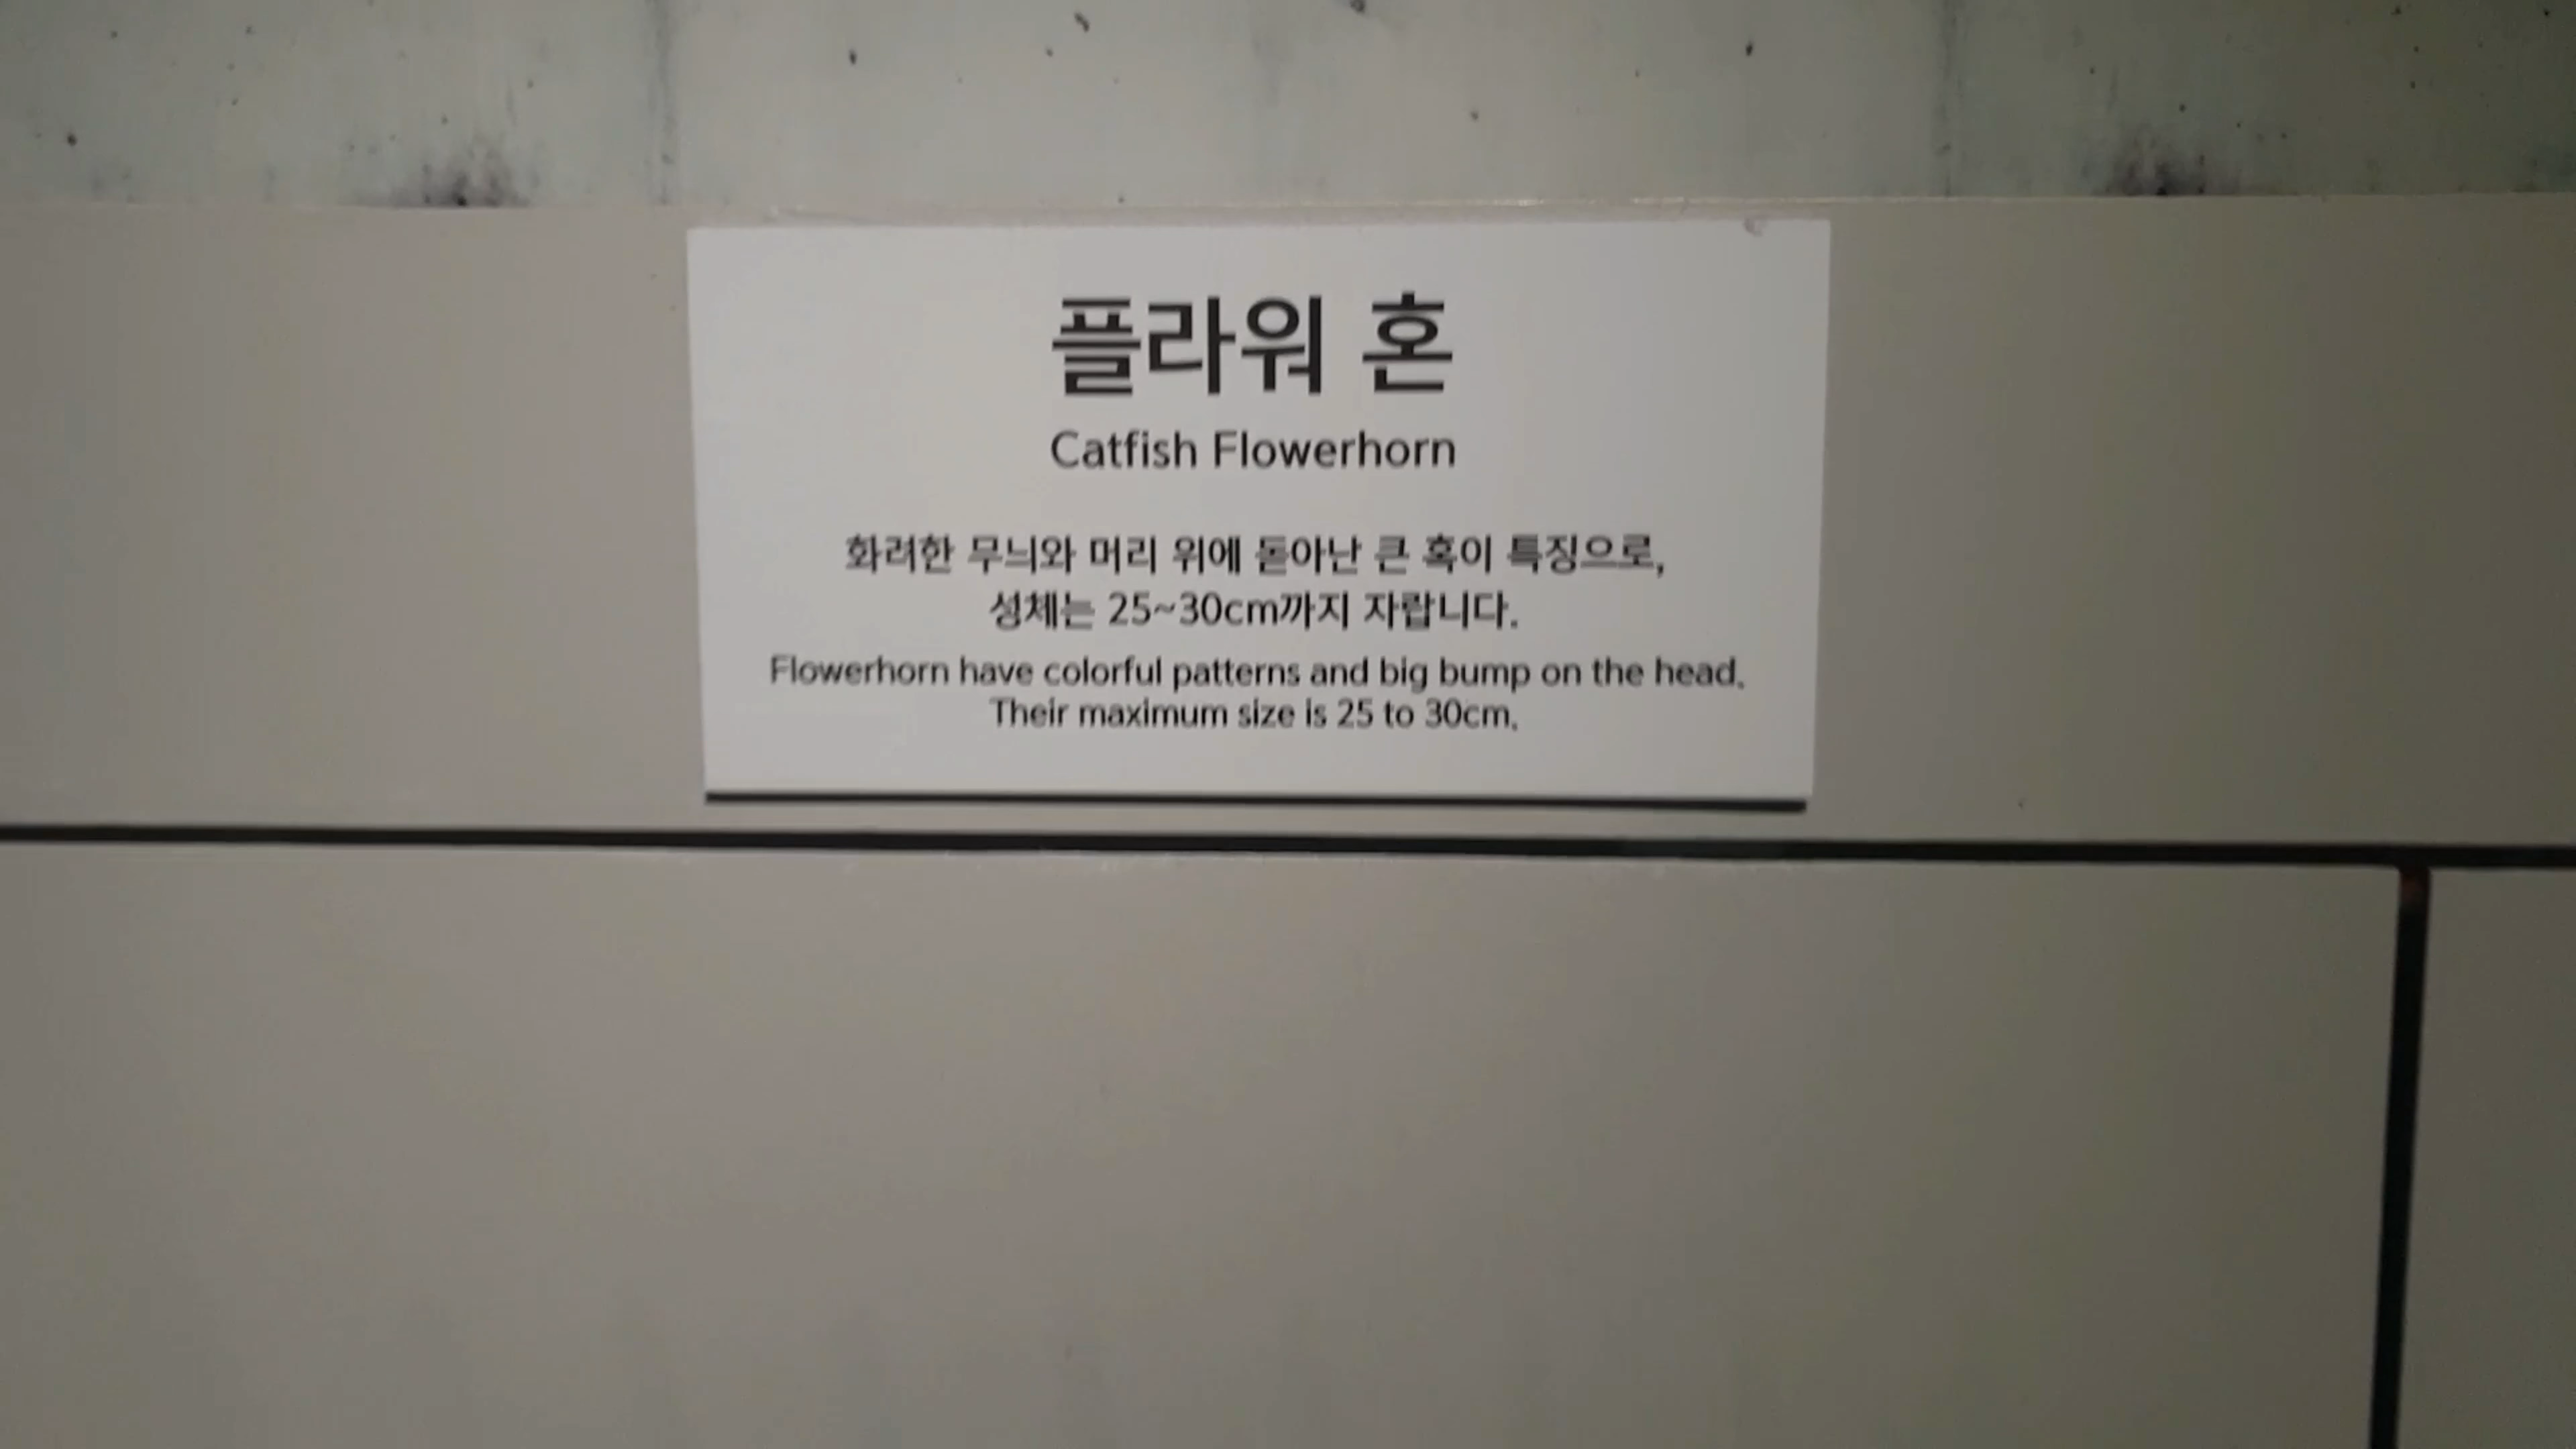 플라워 혼
Catfish Flowerhorn
화려한 무늬와 머리 위에 돋아난 큰 혹이 특징으로,
성체는 25~30cm까지 자랍니다.
Flowerhorn have colorful patterns and big bump on the head.
Their maximum size is 25 to 30cm.